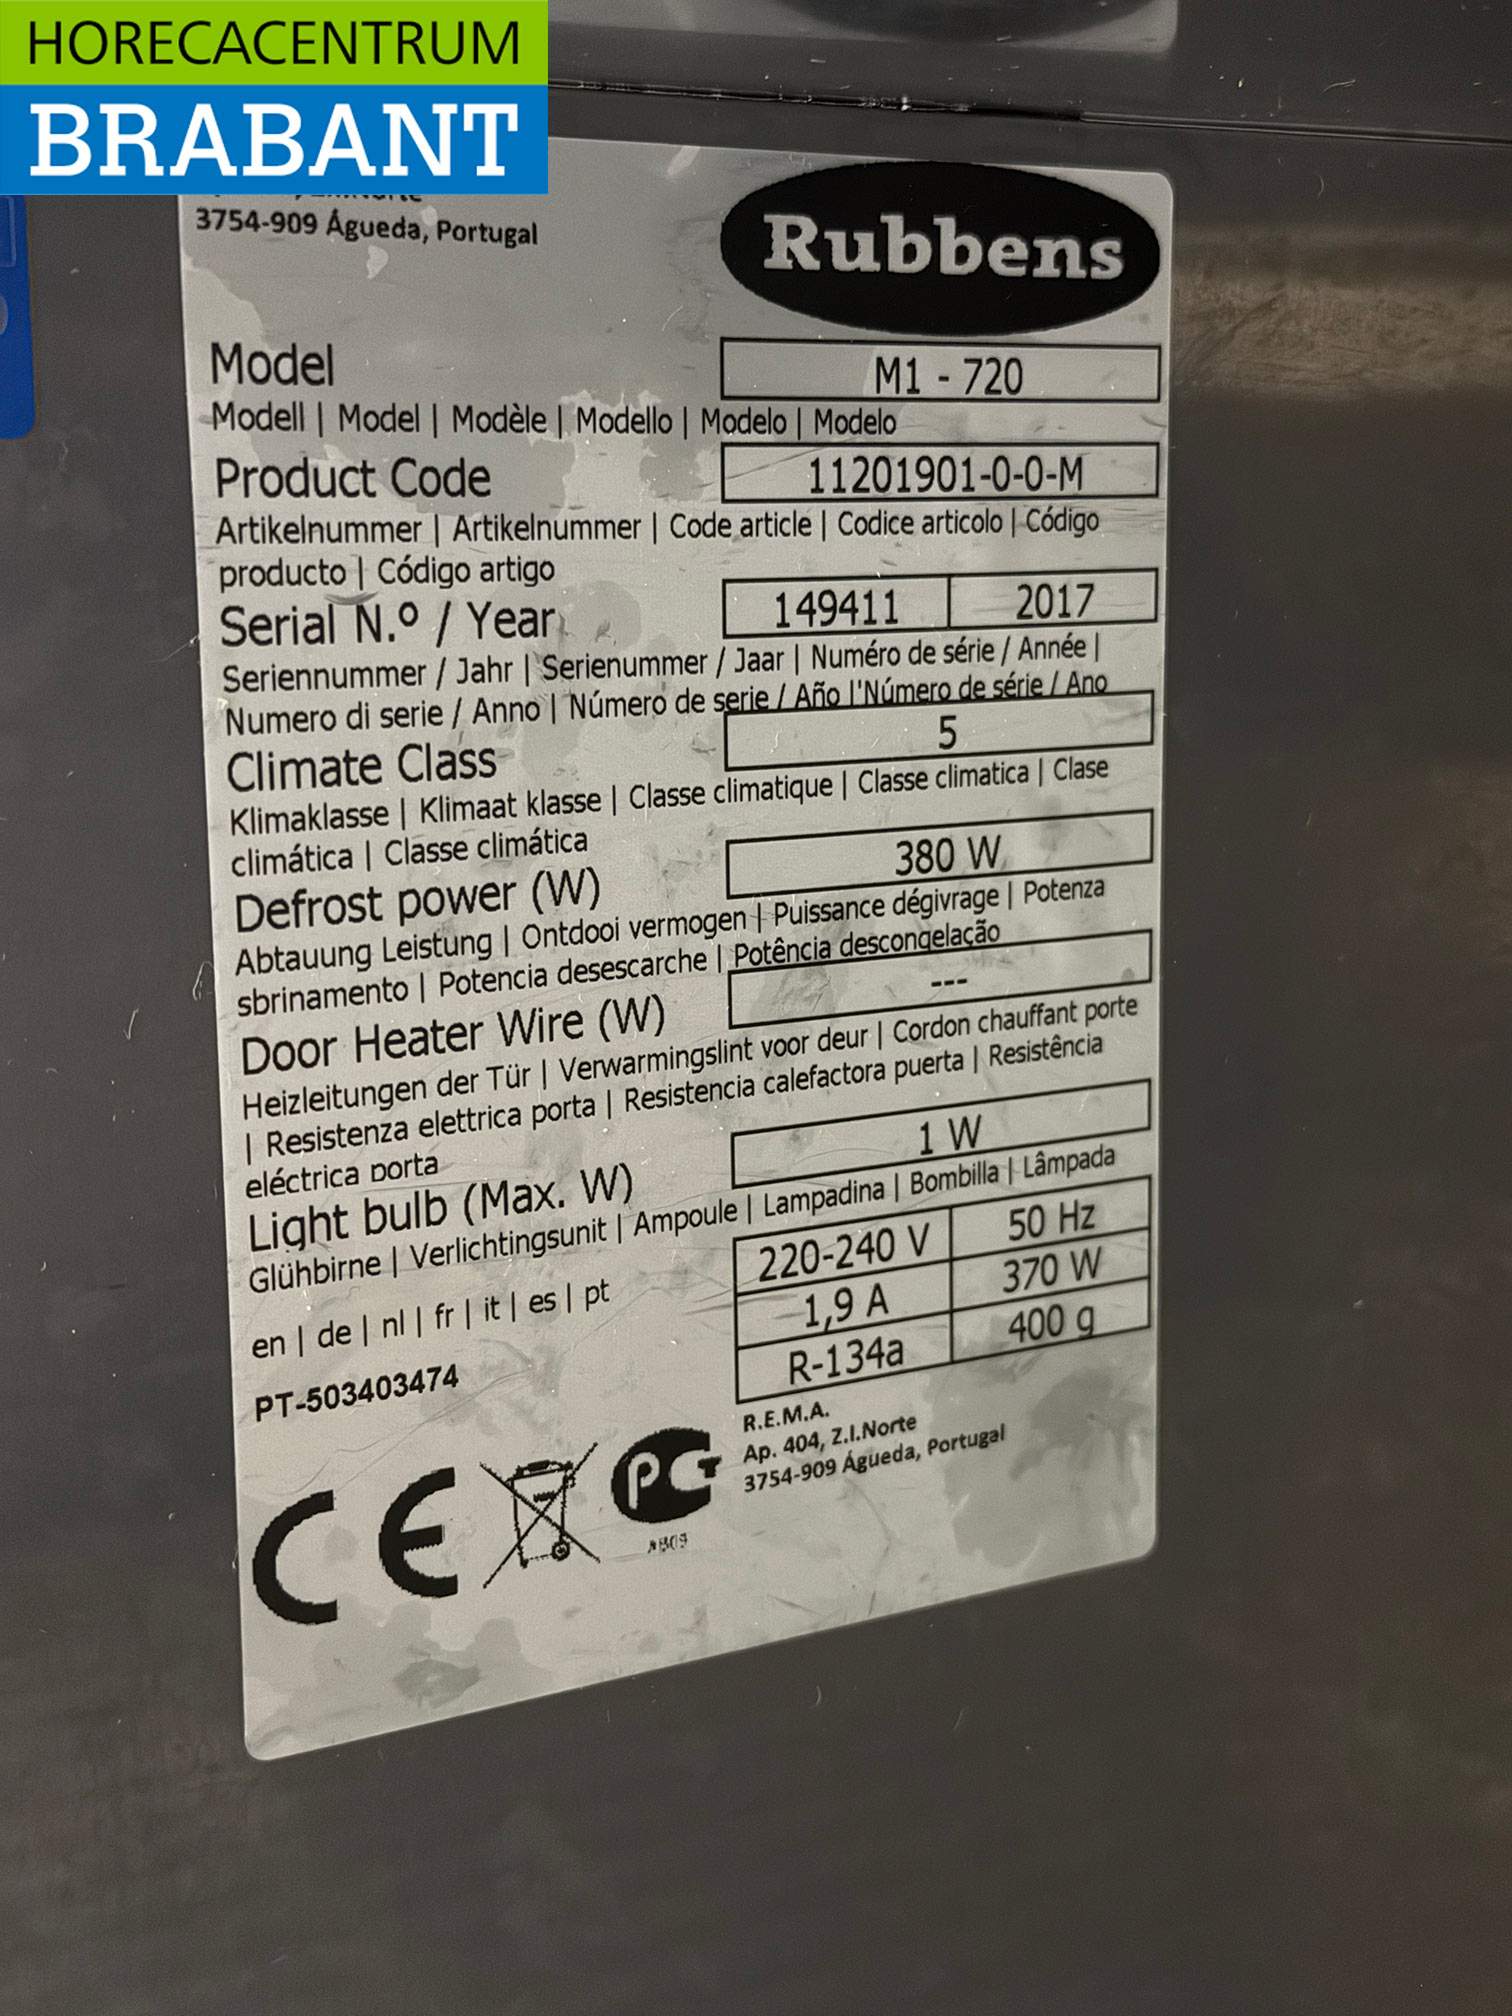 HORECACENTRUM
BRABANT
3754-909 Águeda, Portugal
Rubbens
Model
M1 - 720
Modell | Model | Modèle | Modello | Modelo | Modelo
Product Code
11201901-0-0-M
Artikelnummer | Artikelnummer | Code article | Codice articolo | Código
producto | Código artigo
Serial N.º / Year
149411 2017
Seriennummer / Jahr | Serienummer / Jaar | Numéro de série / Année |
Numero di serie / Anno | Número de serie / Año l'Número de série / Ano
Climate Class
5
Klimaklasse | Klimaat klasse | Classe climatique | Classe climatica | Clase
climática | Classe climática
Defrost power (W)
380 W
Abtauung Leistung | Ontdooi vermogen | Puissance dégivrage | Potenza
sbrinamento | Potencia desescarche | Potência descongelação
Door Heater Wire (W)
---
Heizleitungen der Tür | Verwarmingslint voor deur | Cordon chauffant porte
| Resistenza elettrica porta | Resistencia calefactora puerta | Resistência
eléctrica porta
Light bulb (Max. W)
1 W
Glühbirne | Verlichtingsunit | Ampoule | Lampadina | Bombilla | Lâmpada
220-240 V 50 Hz
en | de | nl | fr | it | es | pt
1,9 A 370 W
R-134a 400 g
PT-503403474
R.E.M.A.
Ap. 404, Z.I.Norte
3754-909 Águeda, Portugal
CE
PCT